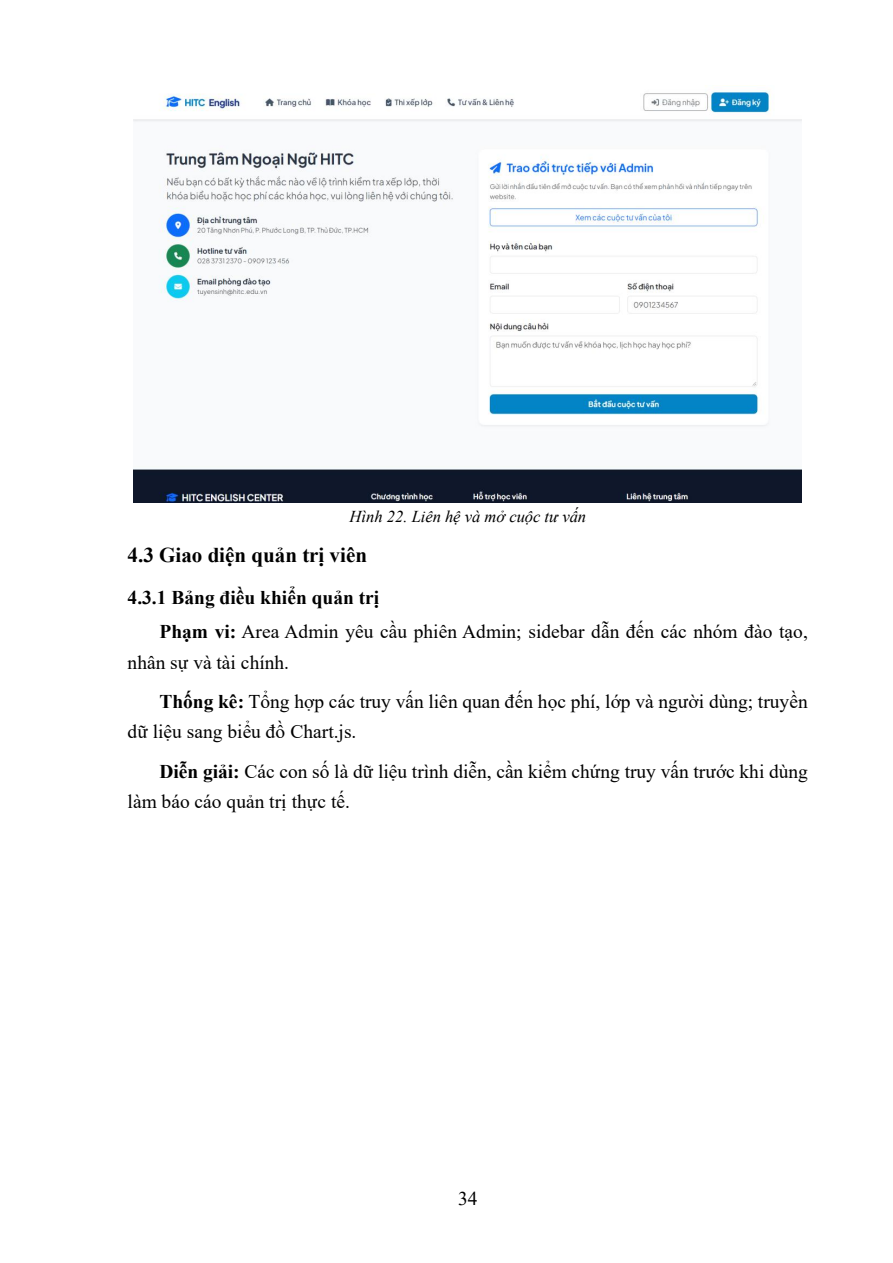 HITC English
Trang chủ
Khóa học
Thi xếp lớp
Tư vấn & Liên hệ
Đăng nhập
Đăng ký
Trung Tâm Ngoại Ngữ HITC
Nếu bạn có bất kỳ thắc mắc nào về lộ trình kiểm tra xếp lớp, thời
khóa biểu hoặc học phí các khóa học, vui lòng liên hệ với chúng tôi.
Địa chỉ trung tâm
20 Tăng Nhơn Phú, P. Phước Long B, TP. Thủ Đức, TP.HCM
Hotline tư vấn
028 3731 2370 - 0909 123 456
Email phòng đào tạo
tuyensinh@hitc.edu.vn
Trao đổi trực tiếp với Admin
Gửi lời nhắn đầu tiên để mở cuộc tư vấn. Bạn có thể xem phản hồi và nhắn tiếp ngay trên
website.
Xem các cuộc tư vấn của tôi
Họ và tên của bạn
Email
Số điện thoại
0901234567
Nội dung câu hỏi
Bạn muốn được tư vấn về khóa học, lịch học hay học phí?
Bắt đầu cuộc tư vấn
HITC ENGLISH CENTER
Chương trình học
Hỗ trợ học viên
Liên hệ trung tâm
Hình 22. Liên hệ và mở cuộc tư vấn
4.3 Giao diện quản trị viên
4.3.1 Bảng điều khiển quản trị
Phạm vi: Area Admin yêu cầu phiên Admin; sidebar dẫn đến các nhóm đào tạo,
nhân sự và tài chính.
Thống kê: Tổng hợp các truy vấn liên quan đến học phí, lớp và người dùng; truyền
dữ liệu sang biểu đồ Chart.js.
Diễn giải: Các con số là dữ liệu trình diễn, cần kiểm chứng truy vấn trước khi dùng
làm báo cáo quản trị thực tế.
34